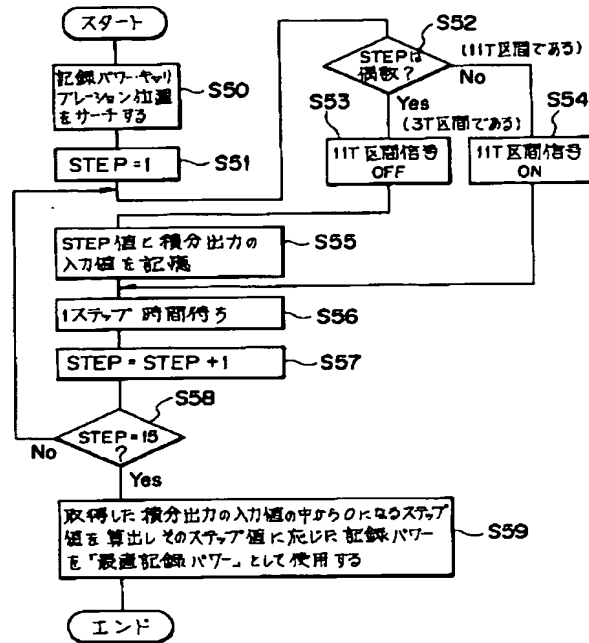 スタート
記録パワー・キャリ
ブレーション位置
をサーチする
S50
STEP=1
S51
STEPは
偶数?
S52
(11T区間である)
No
Yes
(3T区間である)
S53
11T区間信号
OFF
S54
11T区間信号
ON
STEP値と積分出力の
入力値を記憶
S55
1ステップ時間待ち
S56
STEP=STEP+1
S57
STEP=15
?
S58
No
Yes
取得した積分出力の入力値の中から0になるステップ
値を算出しそのステップ値に応じた記録パワー
を「最適記録パワー」として使用する
S59
エンド